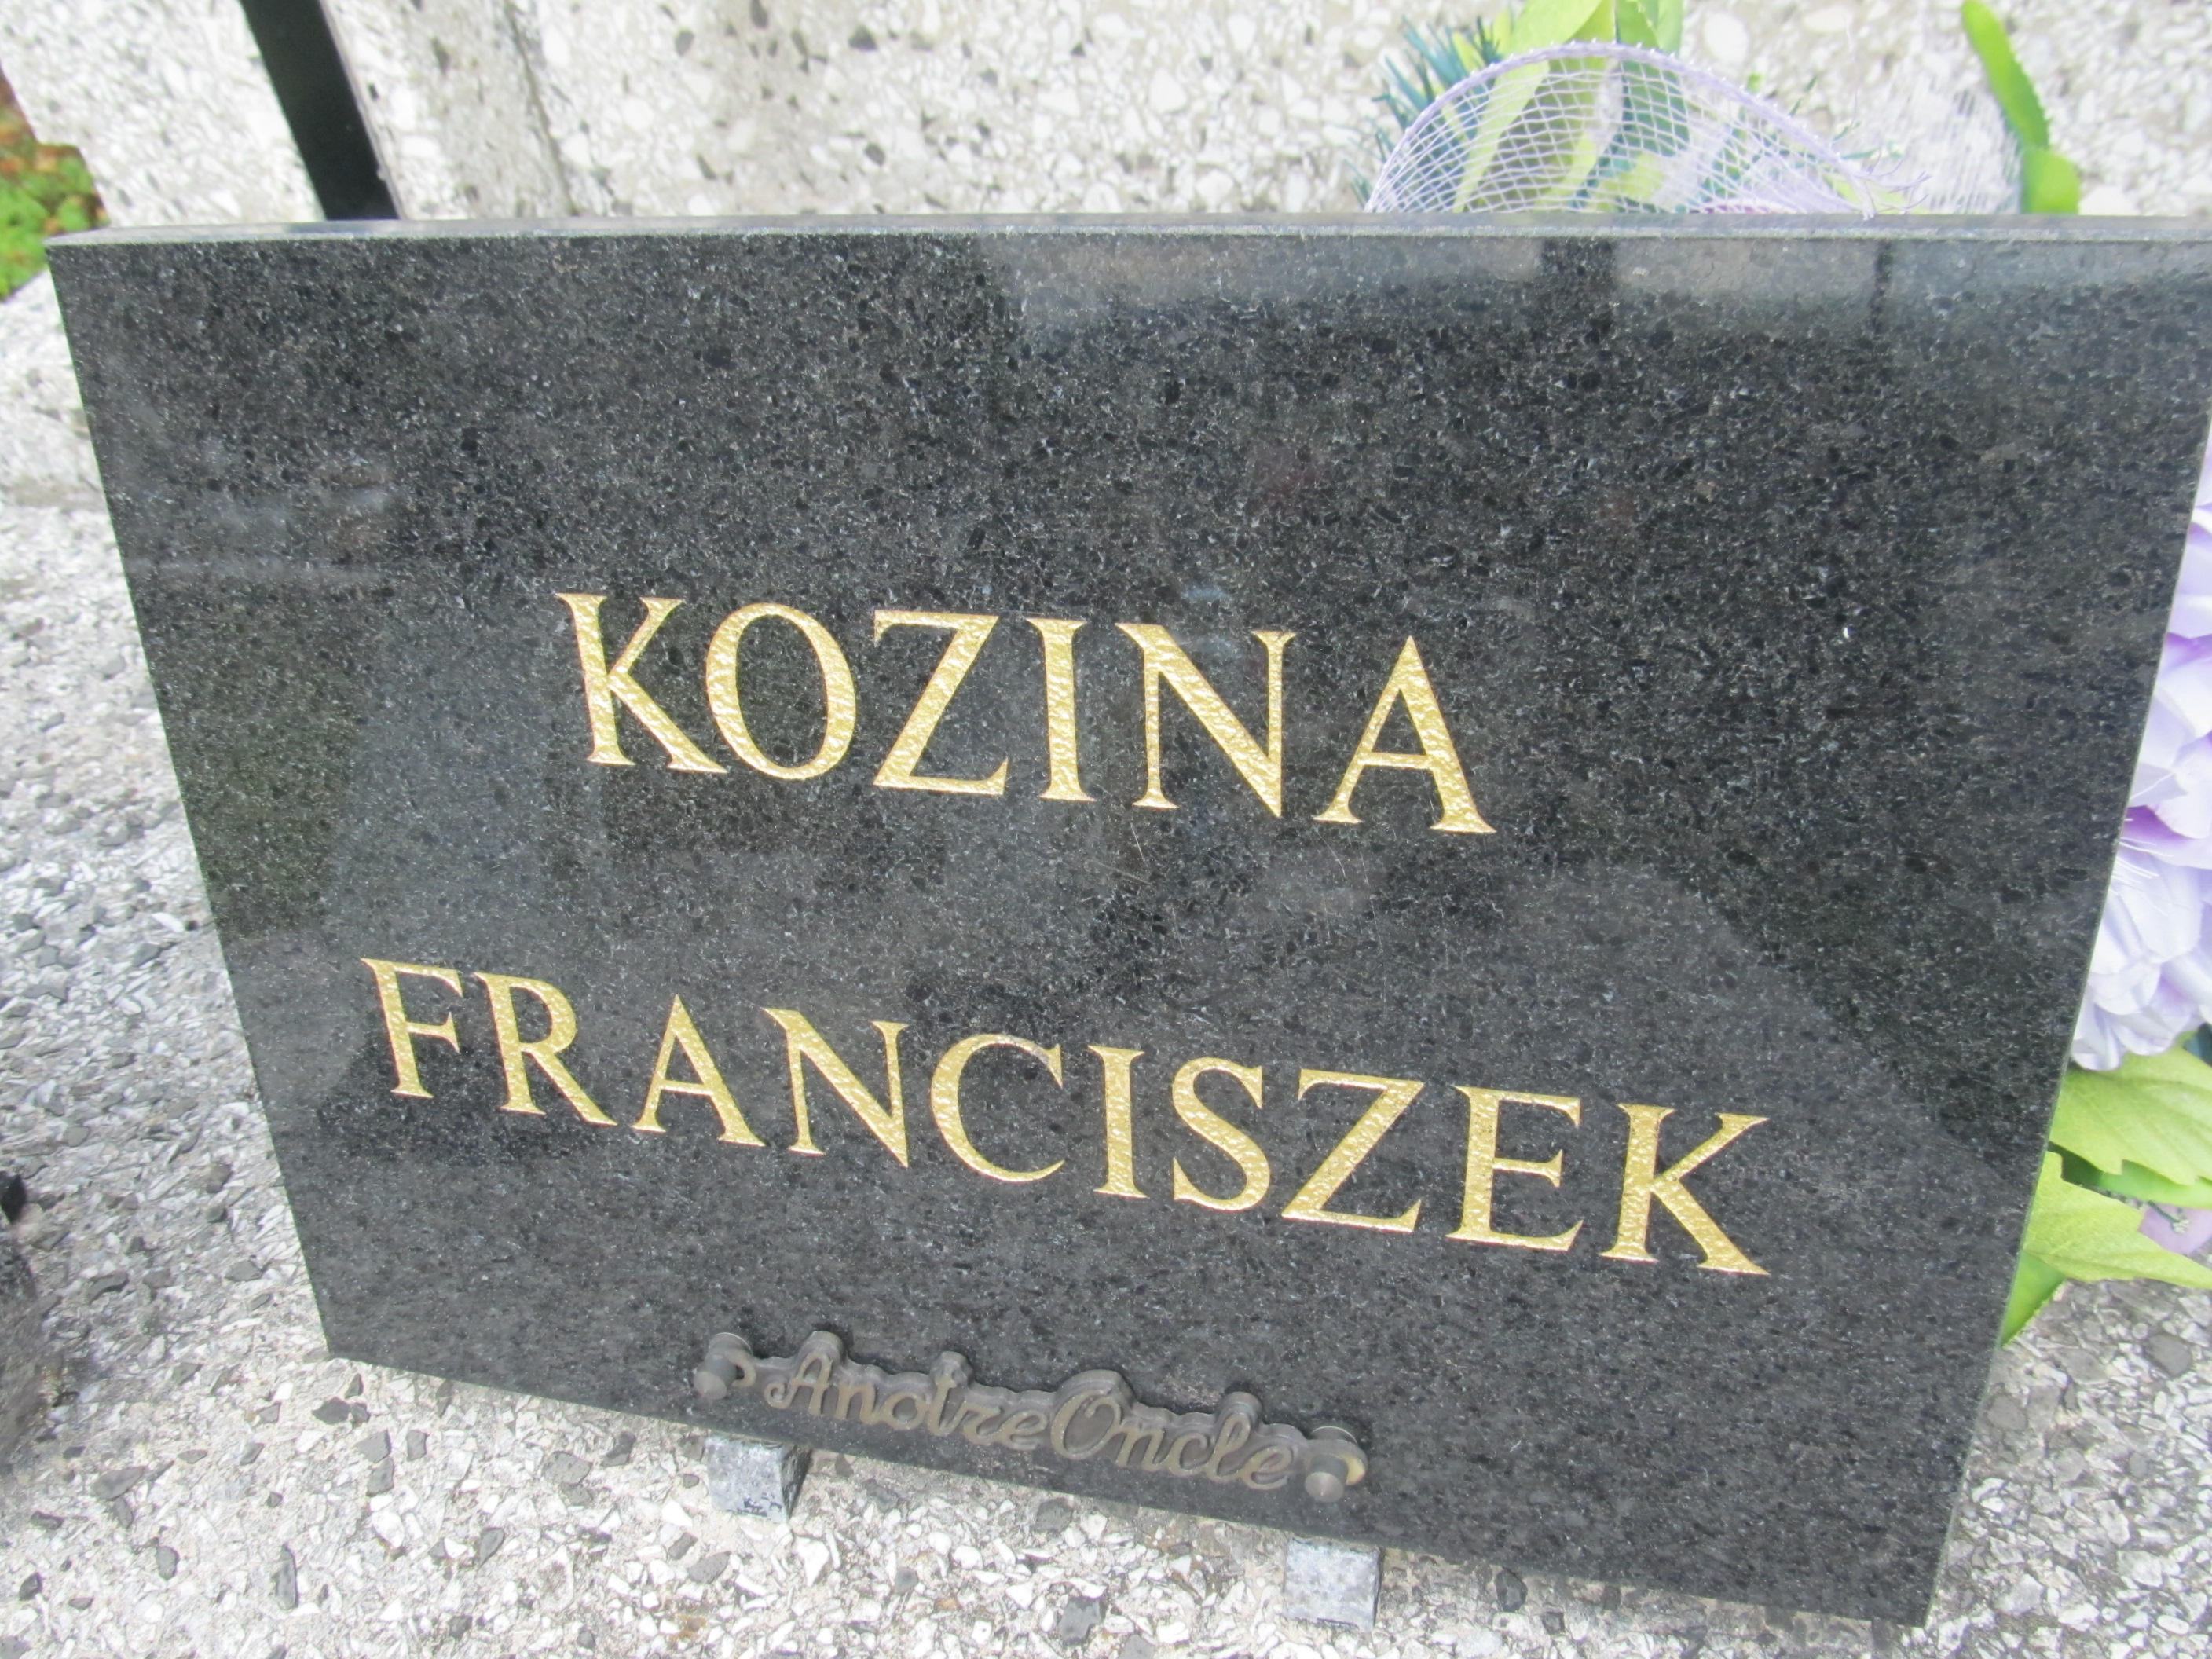 KOZINA
FRANCISZEK
A notre Oncle